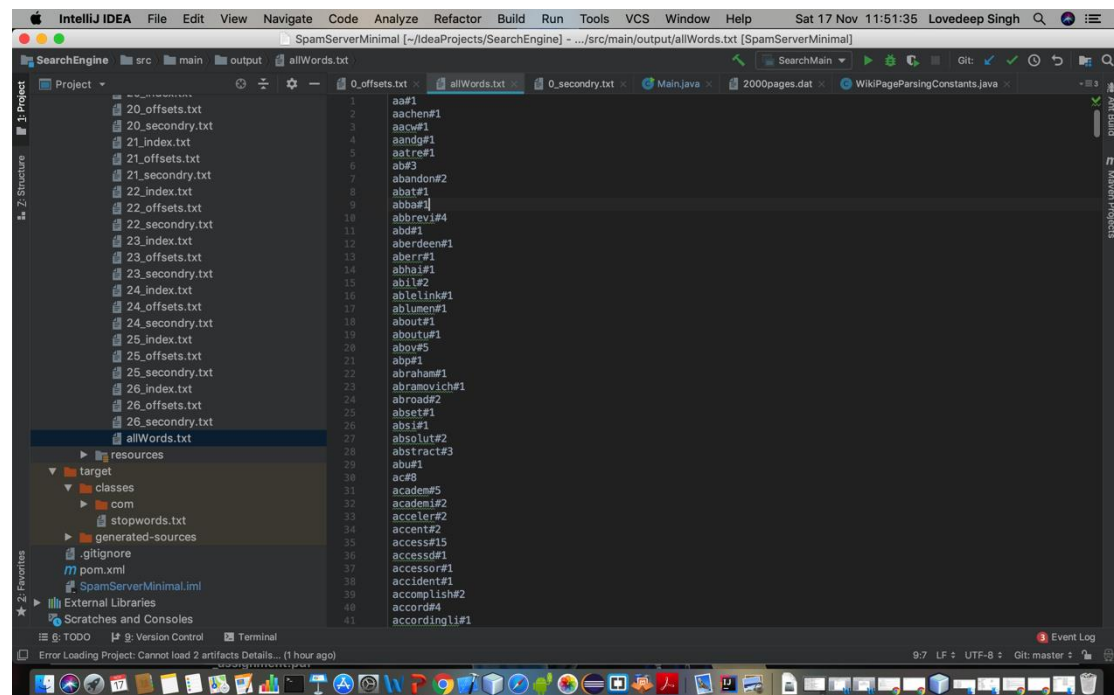 IntelliJ IDEA File Edit View Navigate Code Analyze Refactor Build Run Tools VCS Window Help Sat 17 Nov 11:51:35 Lovedeep Singh
SpamServerMinimal [~/IdeaProjects/SearchEngine] - .../src/main/output/allWords.txt [SpamServerMinimal]
SearchEngine src main output allWords.txt SearchMain Git:
Project 0_offsets.txt allWords.txt 0_secondry.txt Main.java 2000pages.dat WikiPageParsingConstants.java
1: Project
Z: Structure
2: Favorites
Ant Build
Maven Projects
20_offsets.txt
20_secondry.txt
21_index.txt
21_offsets.txt
21_secondry.txt
22_index.txt
22_offsets.txt
22_secondry.txt
23_index.txt
23_offsets.txt
23_secondry.txt
24_index.txt
24_offsets.txt
24_secondry.txt
25_index.txt
25_offsets.txt
25_secondry.txt
26_index.txt
26_offsets.txt
26_secondry.txt
allWords.txt
resources
target
classes
com
stopwords.txt
generated-sources
.gitignore
pom.xml
SpamServerMinimal.iml
External Libraries
Scratches and Consoles
1 aa#1
2 aachen#1
3 aacw#1
4 aandg#1
5 aatre#1
6 ab#3
7 abandon#2
8 abat#1
9 abba#1
10 abbrevi#4
11 abd#1
12 aberdeen#1
13 aberr#1
14 abhai#1
15 abil#2
16 ablelink#1
17 ablumen#1
18 about#1
19 aboutu#1
20 abov#5
21 abp#1
22 abraham#1
23 abramovich#1
24 abroad#2
25 abset#1
26 absi#1
27 absolut#2
28 abstract#3
29 abu#1
30 ac#8
31 academ#5
32 academi#2
33 acceler#2
34 accent#2
35 access#15
36 accessd#1
37 accessor#1
38 accident#1
39 accomplish#2
40 accord#4
41 accordingli#1
6: TODO 9: Version Control Terminal 3 Event Log
Error Loading Project: Cannot load 2 artifacts Details... (1 hour ago) 9:7 LF UTF-8 Git: master